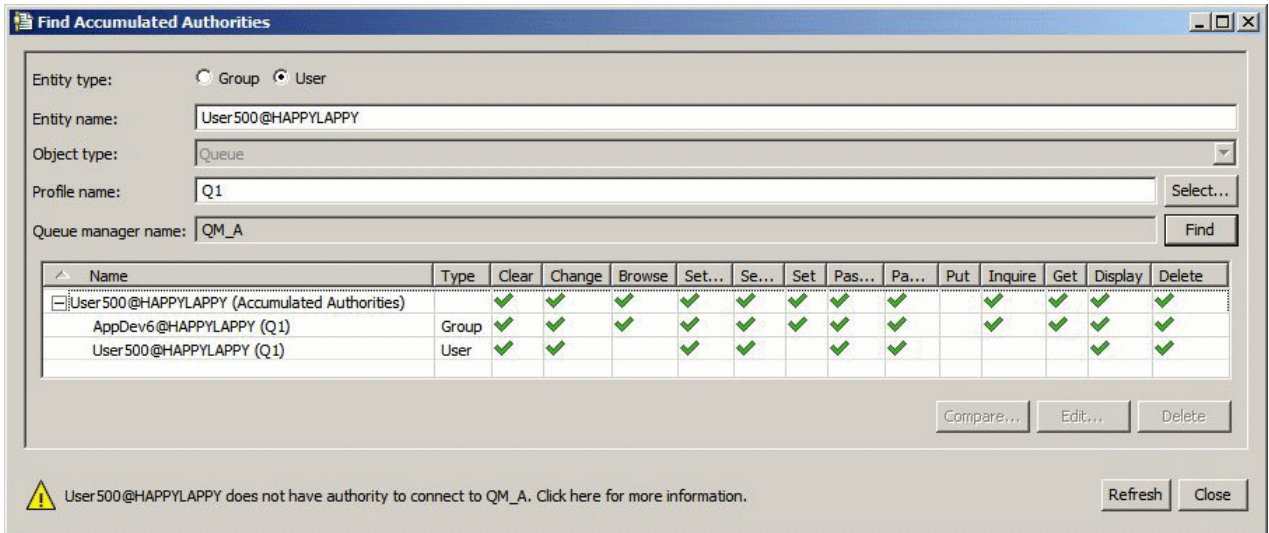 Find Accumulated Authorities
Entity type: Group User
Entity name: User500@HAPPYLAPPY
Object type: Queue
Profile name: Q1 Select...
Queue manager name: QM_A Find
Name Type Clear Change Browse Set... Se... Set Pas... Pa... Put Inquire Get Display Delete
User500@HAPPYLAPPY (Accumulated Authorities)
AppDev6@HAPPYLAPPY (Q1) Group
User500@HAPPYLAPPY (Q1) User
Compare... Edit... Delete
User500@HAPPYLAPPY does not have authority to connect to QM_A. Click here for more information. Refresh Close